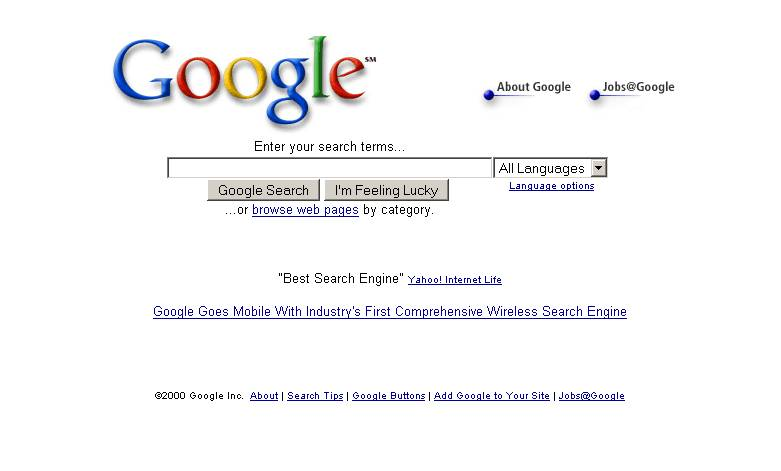 Google SM
About Google Jobs@Google
Enter your search terms...
All Languages
Google Search I'm Feeling Lucky Language options
...or browse web pages by category.
"Best Search Engine" Yahoo! Internet Life
Google Goes Mobile With Industry's First Comprehensive Wireless Search Engine
©2000 Google Inc. About | Search Tips | Google Buttons | Add Google to Your Site | Jobs@Google